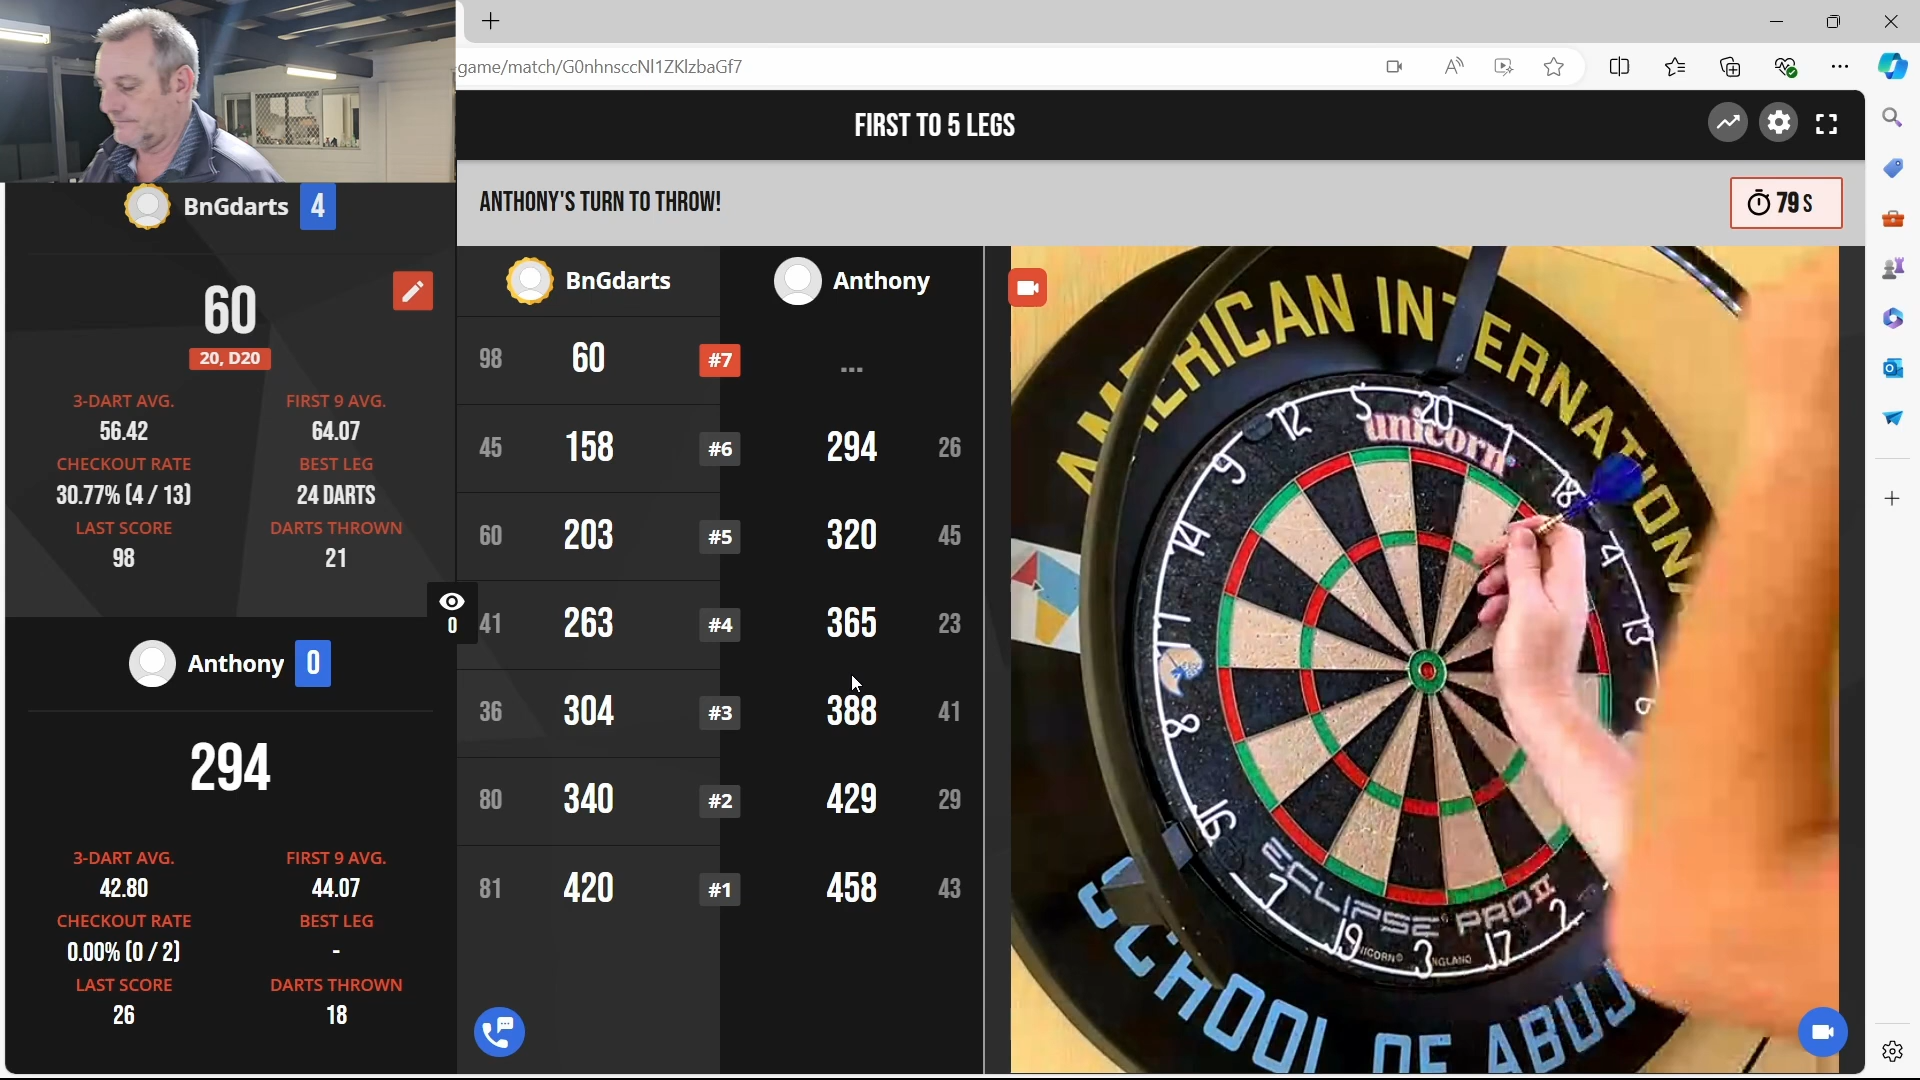 game/match/G0nhnsccNl1ZKlzbaGf7
FIRST TO 5 LEGS
ANTHONY'S TURN TO THROW!
79 S
BnGdarts 4
60
20, D20
3-DART AVG. FIRST 9 AVG.
56.42 64.07
CHECKOUT RATE BEST LEG
30.77% (4 / 13) 24 DARTS
LAST SCORE DARTS THROWN
98 21
0
Anthony 0
294
3-DART AVG. FIRST 9 AVG.
42.80 44.07
CHECKOUT RATE BEST LEG
0.00% (0 / 2) -
LAST SCORE DARTS THROWN
26 18
BnGdarts Anthony
98 60 #7 ...
45 158 #6 294 26
60 203 #5 320 45
41 263 #4 365 23
36 304 #3 388 41
80 340 #2 429 29
81 420 #1 458 43
AMERICAN INTERNATION
5 20 1
12
unicorn
9
18
14
4
11
13
8
16
7
19
3
17
2
ECLIPSE PRO II
SCHOOL OF ABUJ